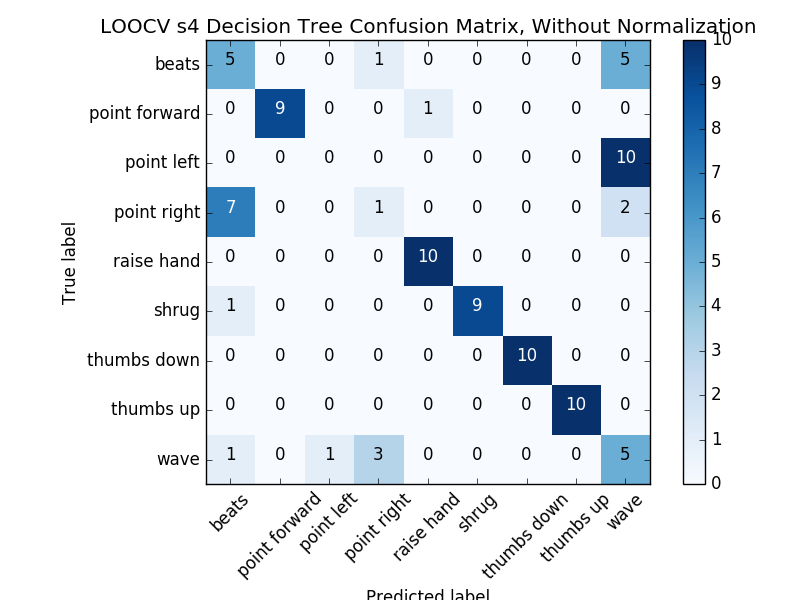 LOOCV s4 Decision Tree Confusion Matrix, Without Normalization
beats 5 0 0 1 0 0 0 0 5
point forward 0 9 0 0 1 0 0 0 0
point left 0 0 0 0 0 0 0 0 10
point right 7 0 0 1 0 0 0 0 2
raise hand 0 0 0 0 10 0 0 0 0
shrug 1 0 0 0 0 9 0 0 0
thumbs down 0 0 0 0 0 0 10 0 0
thumbs up 0 0 0 0 0 0 0 10 0
wave 1 0 1 3 0 0 0 0 5
True label
beats point forward point left point right raise hand shrug thumbs down thumbs up wave
Predicted label
10
9
8
7
6
5
4
3
2
1
0